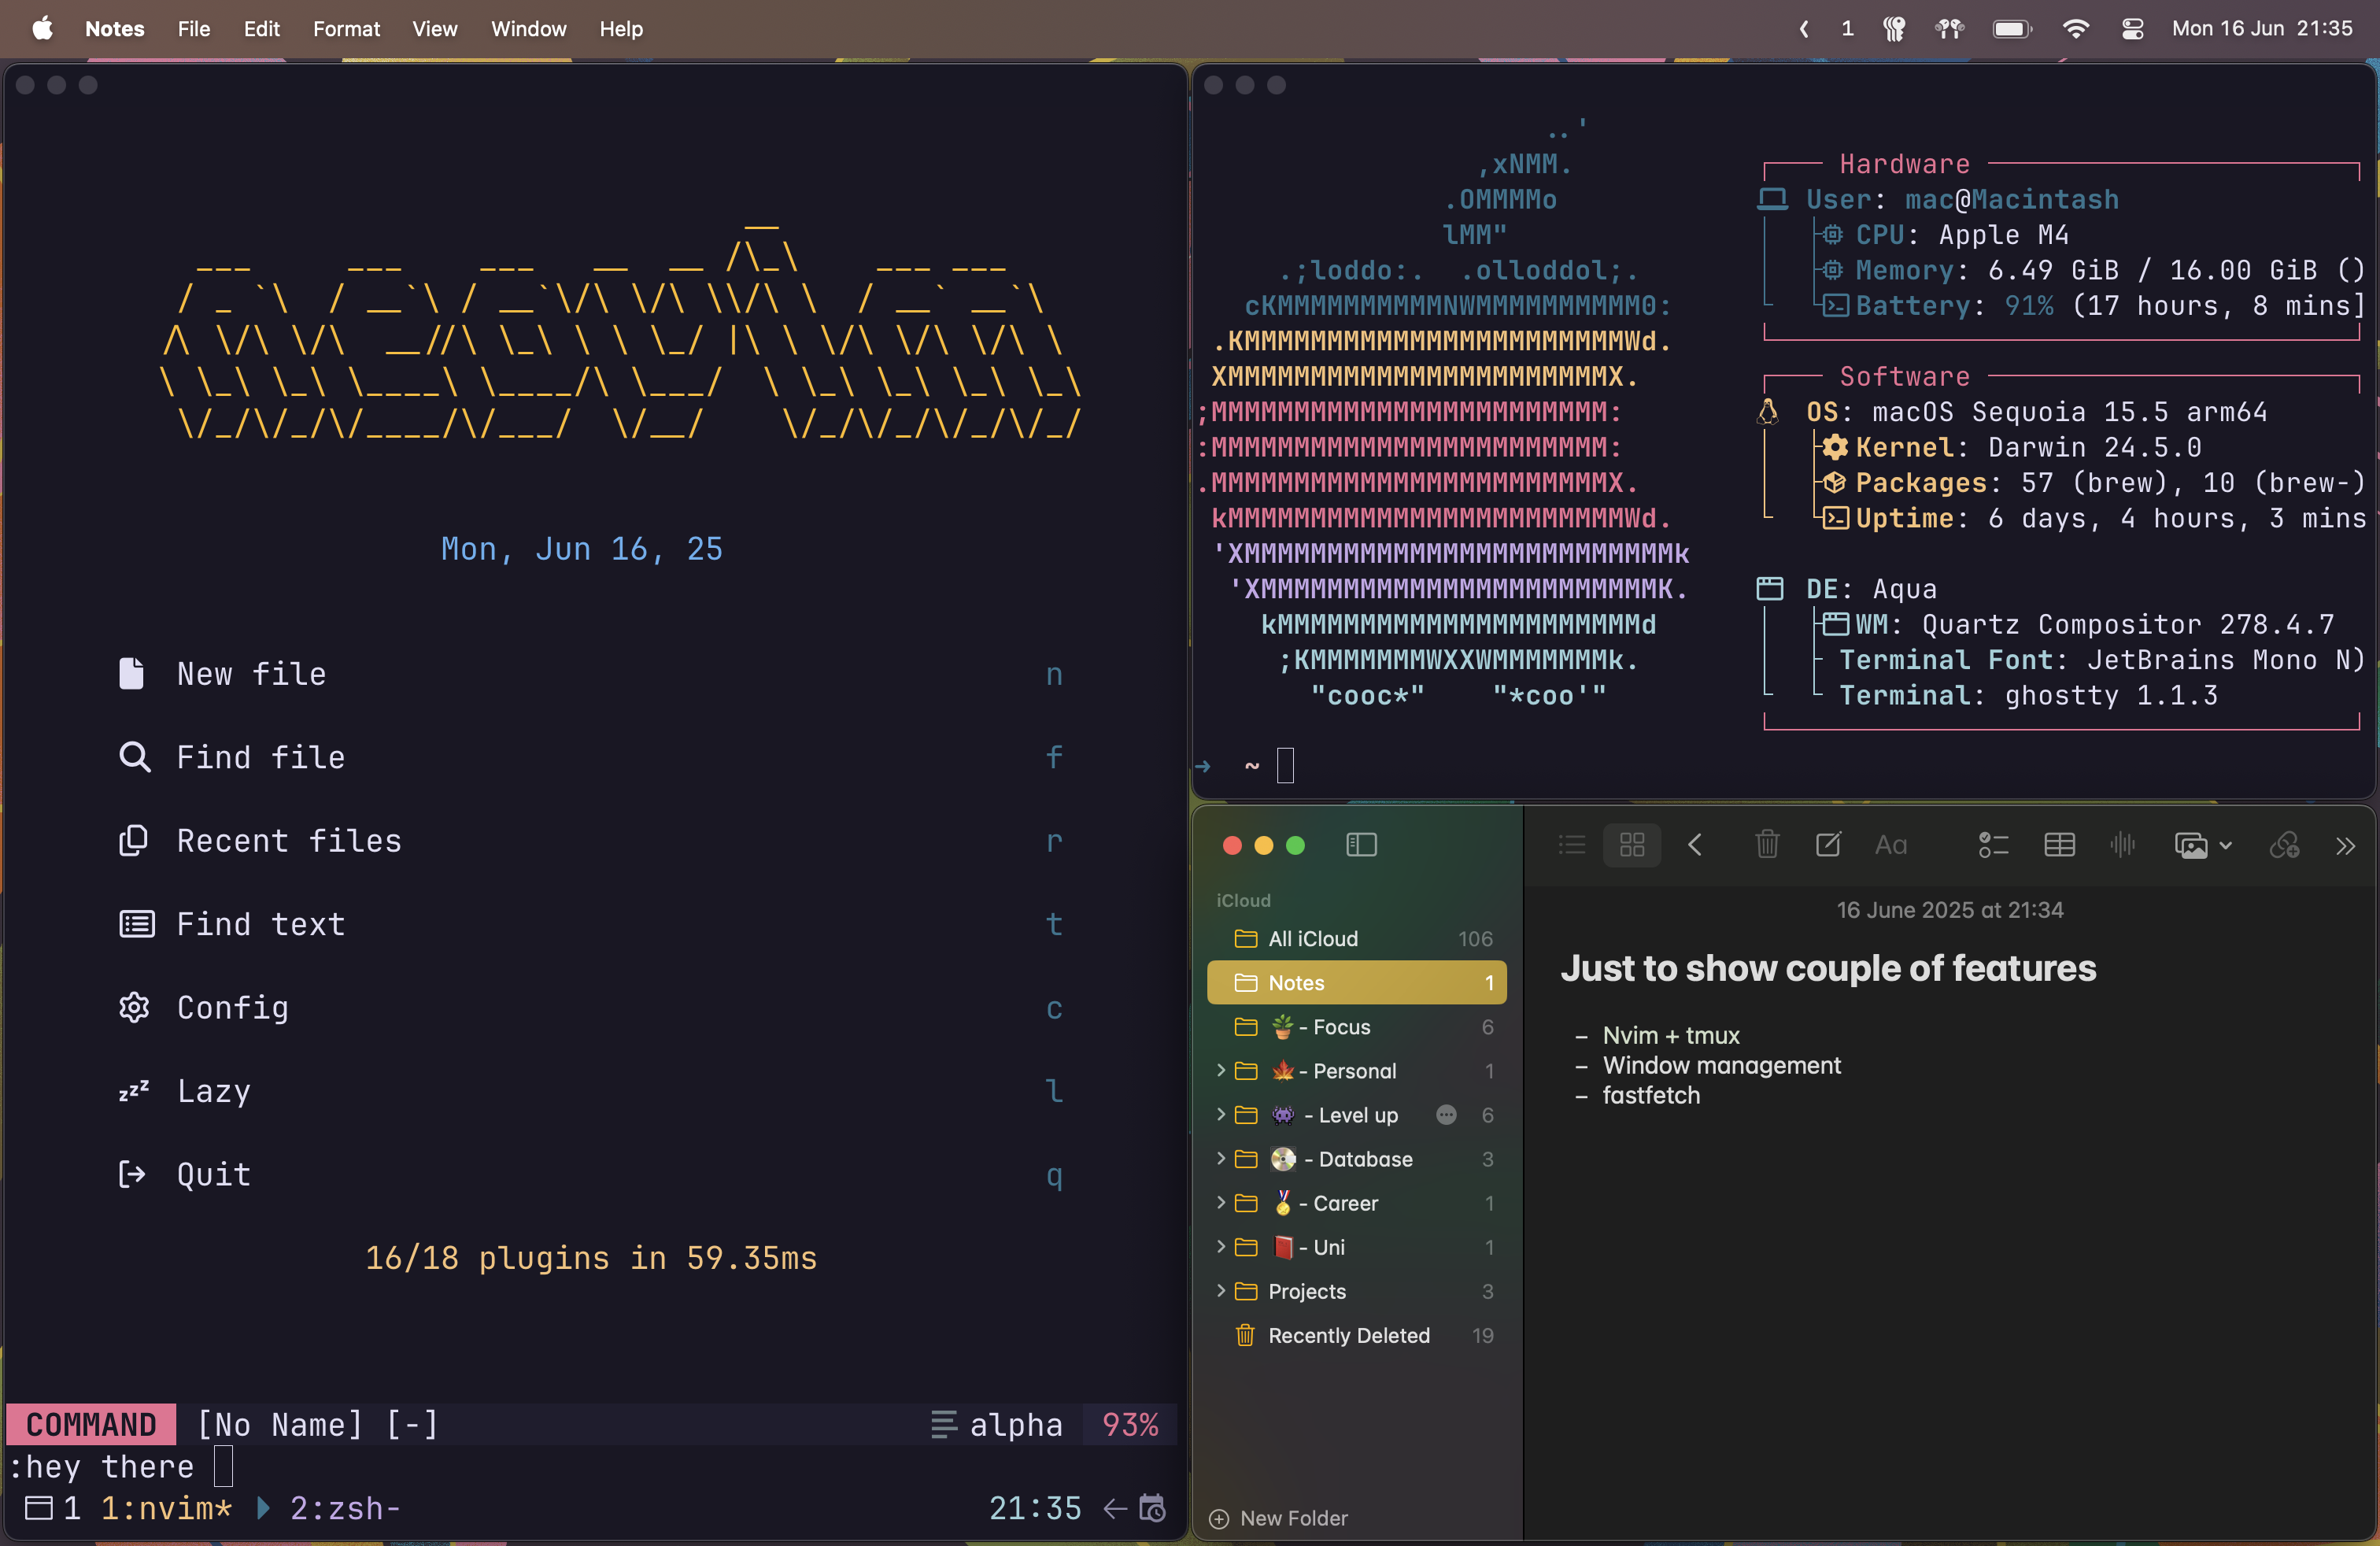 Notes File Edit Format View Window Help 1 Mon 16 Jun 21:35
Mon, Jun 16, 25
New file n
Find file f
Recent files r
Find text t
Config c
Lazy l
Quit q
16/18 plugins in 59.35ms
COMMAND [No Name] [-] alpha 93%
:hey there
1 1:nvim* 2:zsh- 21:35
..'
,xNMM.
.OMMMMo
lMM"
.;loddo:. .olloddol;.
cKMMMMMMMMMMNWMMMMMMMMMM0:
.KMMMMMMMMMMMMMMMMMMMMMMMWd.
XMMMMMMMMMMMMMMMMMMMMMMMX.
;MMMMMMMMMMMMMMMMMMMMMMMM:
:MMMMMMMMMMMMMMMMMMMMMMMM:
.MMMMMMMMMMMMMMMMMMMMMMMMX.
kMMMMMMMMMMMMMMMMMMMMMMMMWd.
'XMMMMMMMMMMMMMMMMMMMMMMMMMMk
'XMMMMMMMMMMMMMMMMMMMMMMMMK.
kMMMMMMMMMMMMMMMMMMMMMMd
;KMMMMMMMWXXWMMMMMMMk.
"cooc*" "*coo'"
Hardware
User: mac@Macintash
CPU: Apple M4
Memory: 6.49 GiB / 16.00 GiB ()
Battery: 91% (17 hours, 8 mins]
Software
OS: macOS Sequoia 15.5 arm64
Kernel: Darwin 24.5.0
Packages: 57 (brew), 10 (brew-)
Uptime: 6 days, 4 hours, 3 mins
DE: Aqua
WM: Quartz Compositor 278.4.7
Terminal Font: JetBrains Mono N)
Terminal: ghostty 1.1.3
➜ ~
iCloud
All iCloud 106
Notes 1
🪴 - Focus 6
🍁 - Personal 1
👾 - Level up 6
💽 - Database 3
🏅 - Career 1
📕 - Uni 1
Projects 3
Recently Deleted 19
New Folder
Aa
16 June 2025 at 21:34
Just to show couple of features
– Nvim + tmux
– Window management
– fastfetch